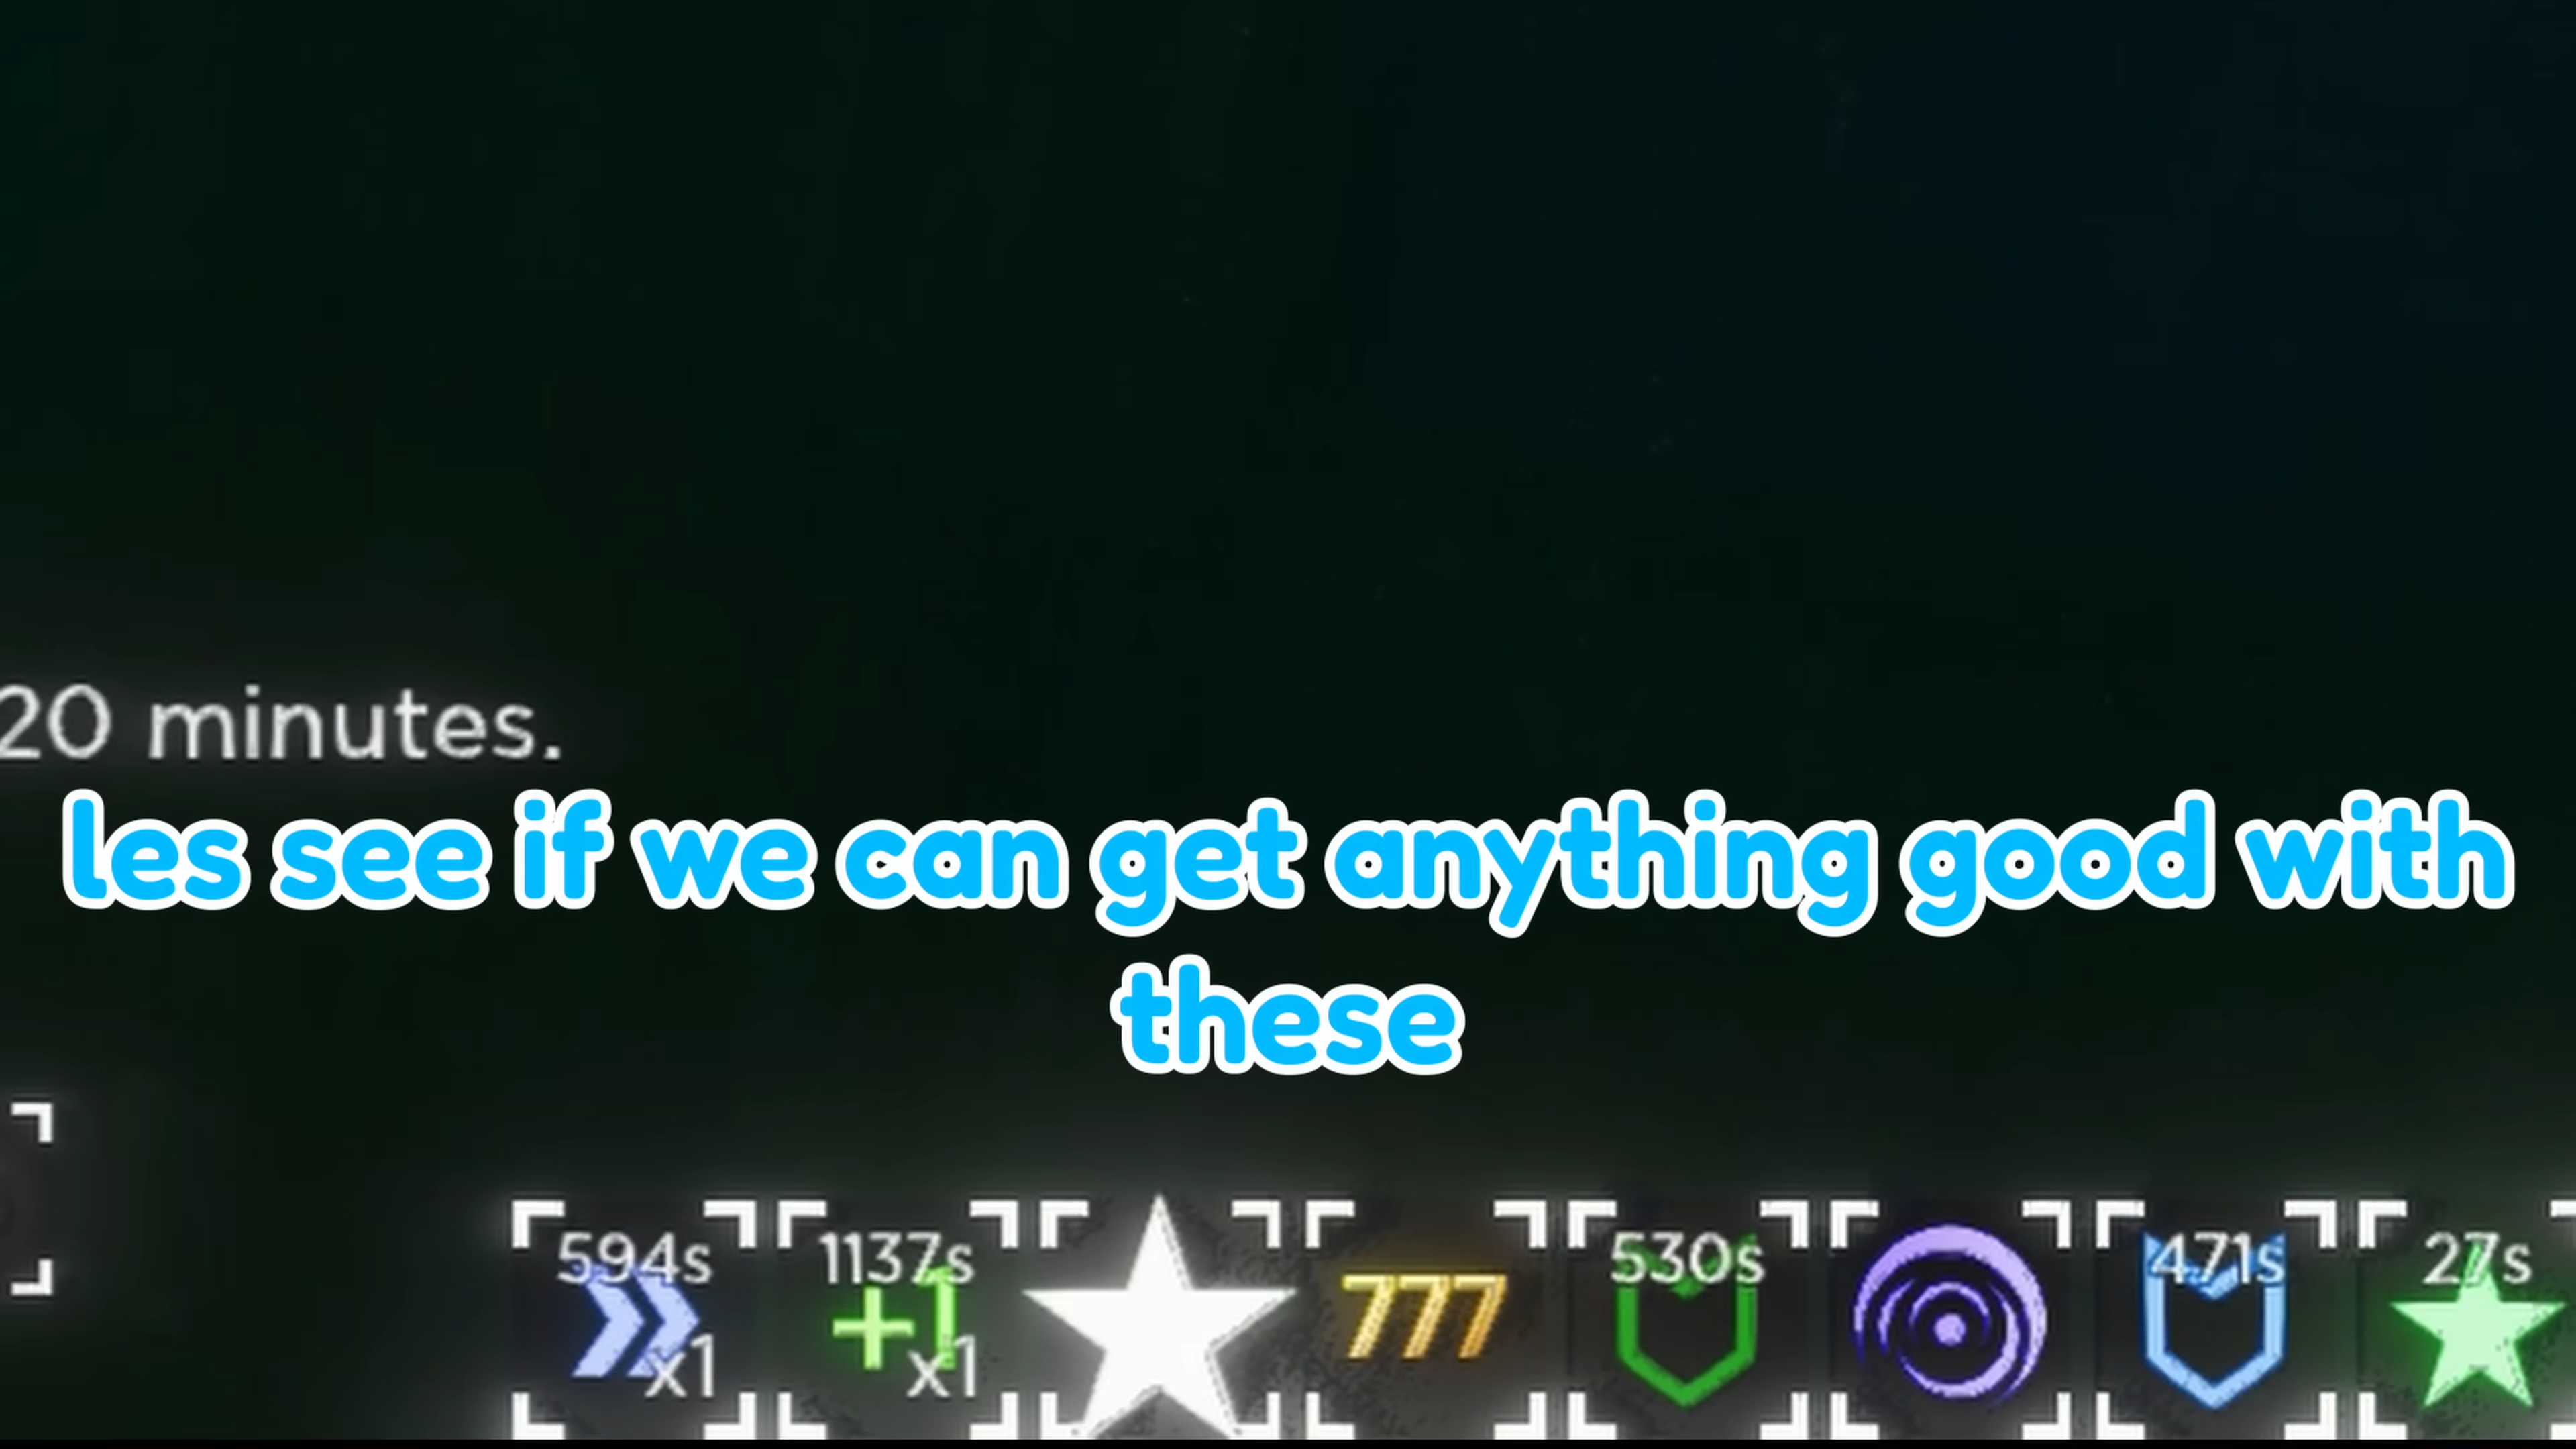 20 minutes.
les see if we can get anything good with
these
594s 1137s 530s 471s 27s
+1 777
x1 x1